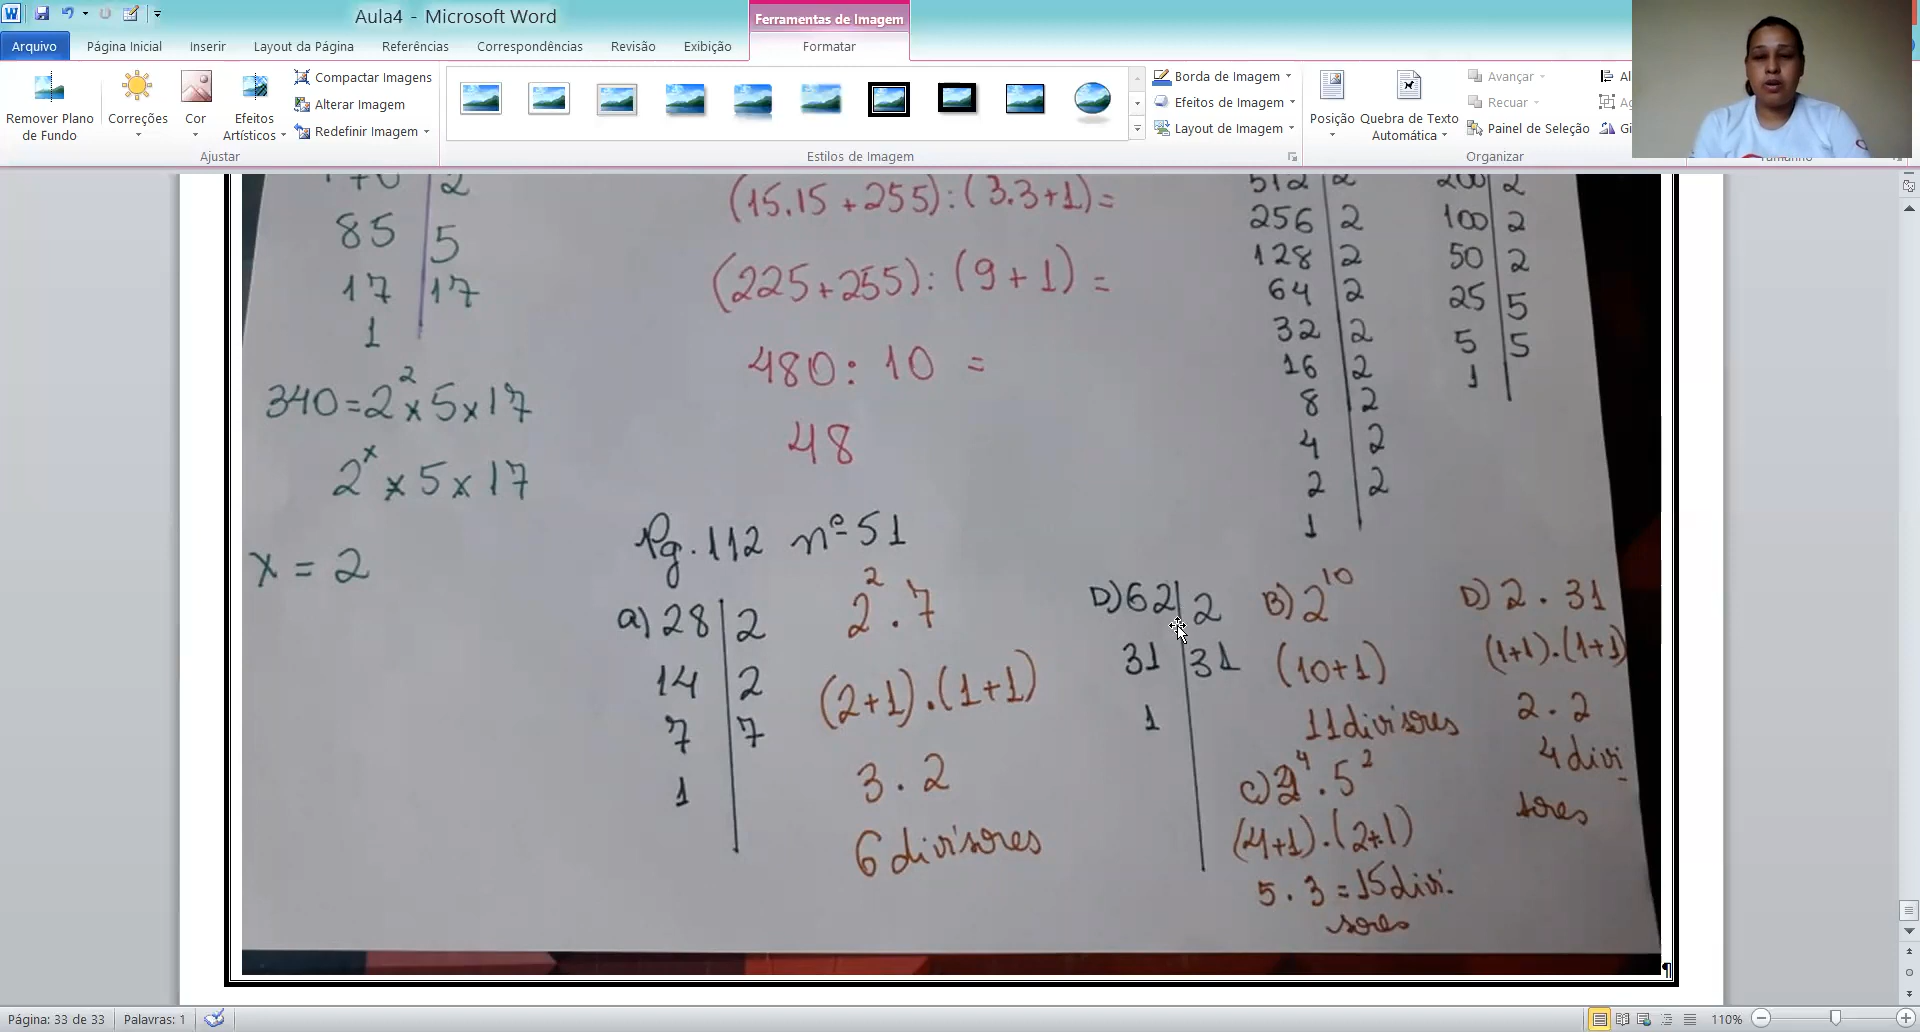 Aula4 - Microsoft Word
Ferramentas de Imagem
Arquivo
Página Inicial
Inserir
Layout da Página
Referências
Correspondências
Revisão
Exibição
Formatar
Remover Plano de Fundo
Correções
Cor
Efeitos Artísticos
Compactar Imagens
Alterar Imagem
Redefinir Imagem
Ajustar
Estilos de Imagem
Borda de Imagem
Efeitos de Imagem
Layout de Imagem
Posição
Quebra de Texto Automática
Avançar
Recuar
Painel de Seleção
Organizar
170 | 2
85 | 5
17 | 17
1
340=2² x 5 x 17
2ˣ x 5 x 17
x = 2
(15.15+255):(3.3+1)=
(225+255):(9+1)=
480:10 =
48
512 | 2
256 | 2
128 | 2
64 | 2
32 | 2
16 | 2
8 | 2
4 | 2
2 | 2
1
200 | 2
100 | 2
50 | 2
25 | 5
5 | 5
1
Pg. 112 nº 51
a) 28 | 2
14 | 2
7 | 7
1
2² . 7
(2+1).(1+1)
3 . 2
6 divisores
D) 62 | 2
31 | 31
1
B) 2¹⁰
(10+1)
11 divisores
C) 2⁴ . 5²
(4+1).(2+1)
5 . 3 = 15 divi
sores
D) 2 . 31
(1+1).(1+1)
2 . 2
4 divi
sores
Página: 33 de 33
Palavras: 1
110%